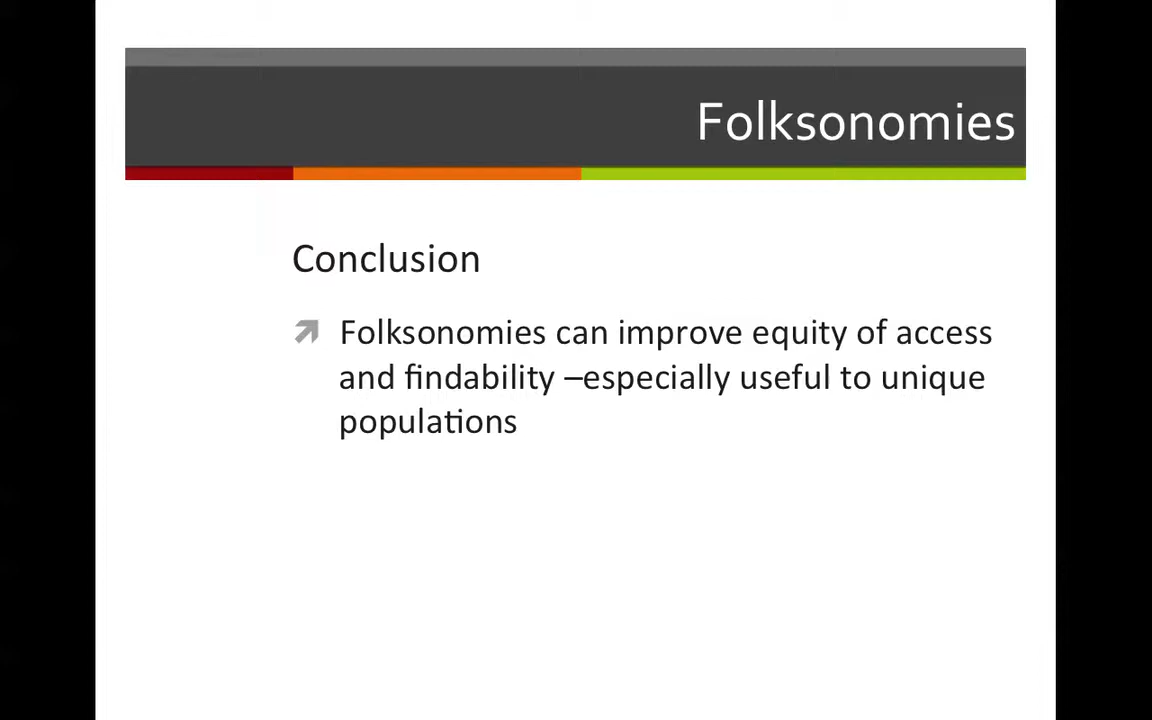 Folksonomies
Conclusion
Folksonomies can improve equity of access
and findability –especially useful to unique
populations